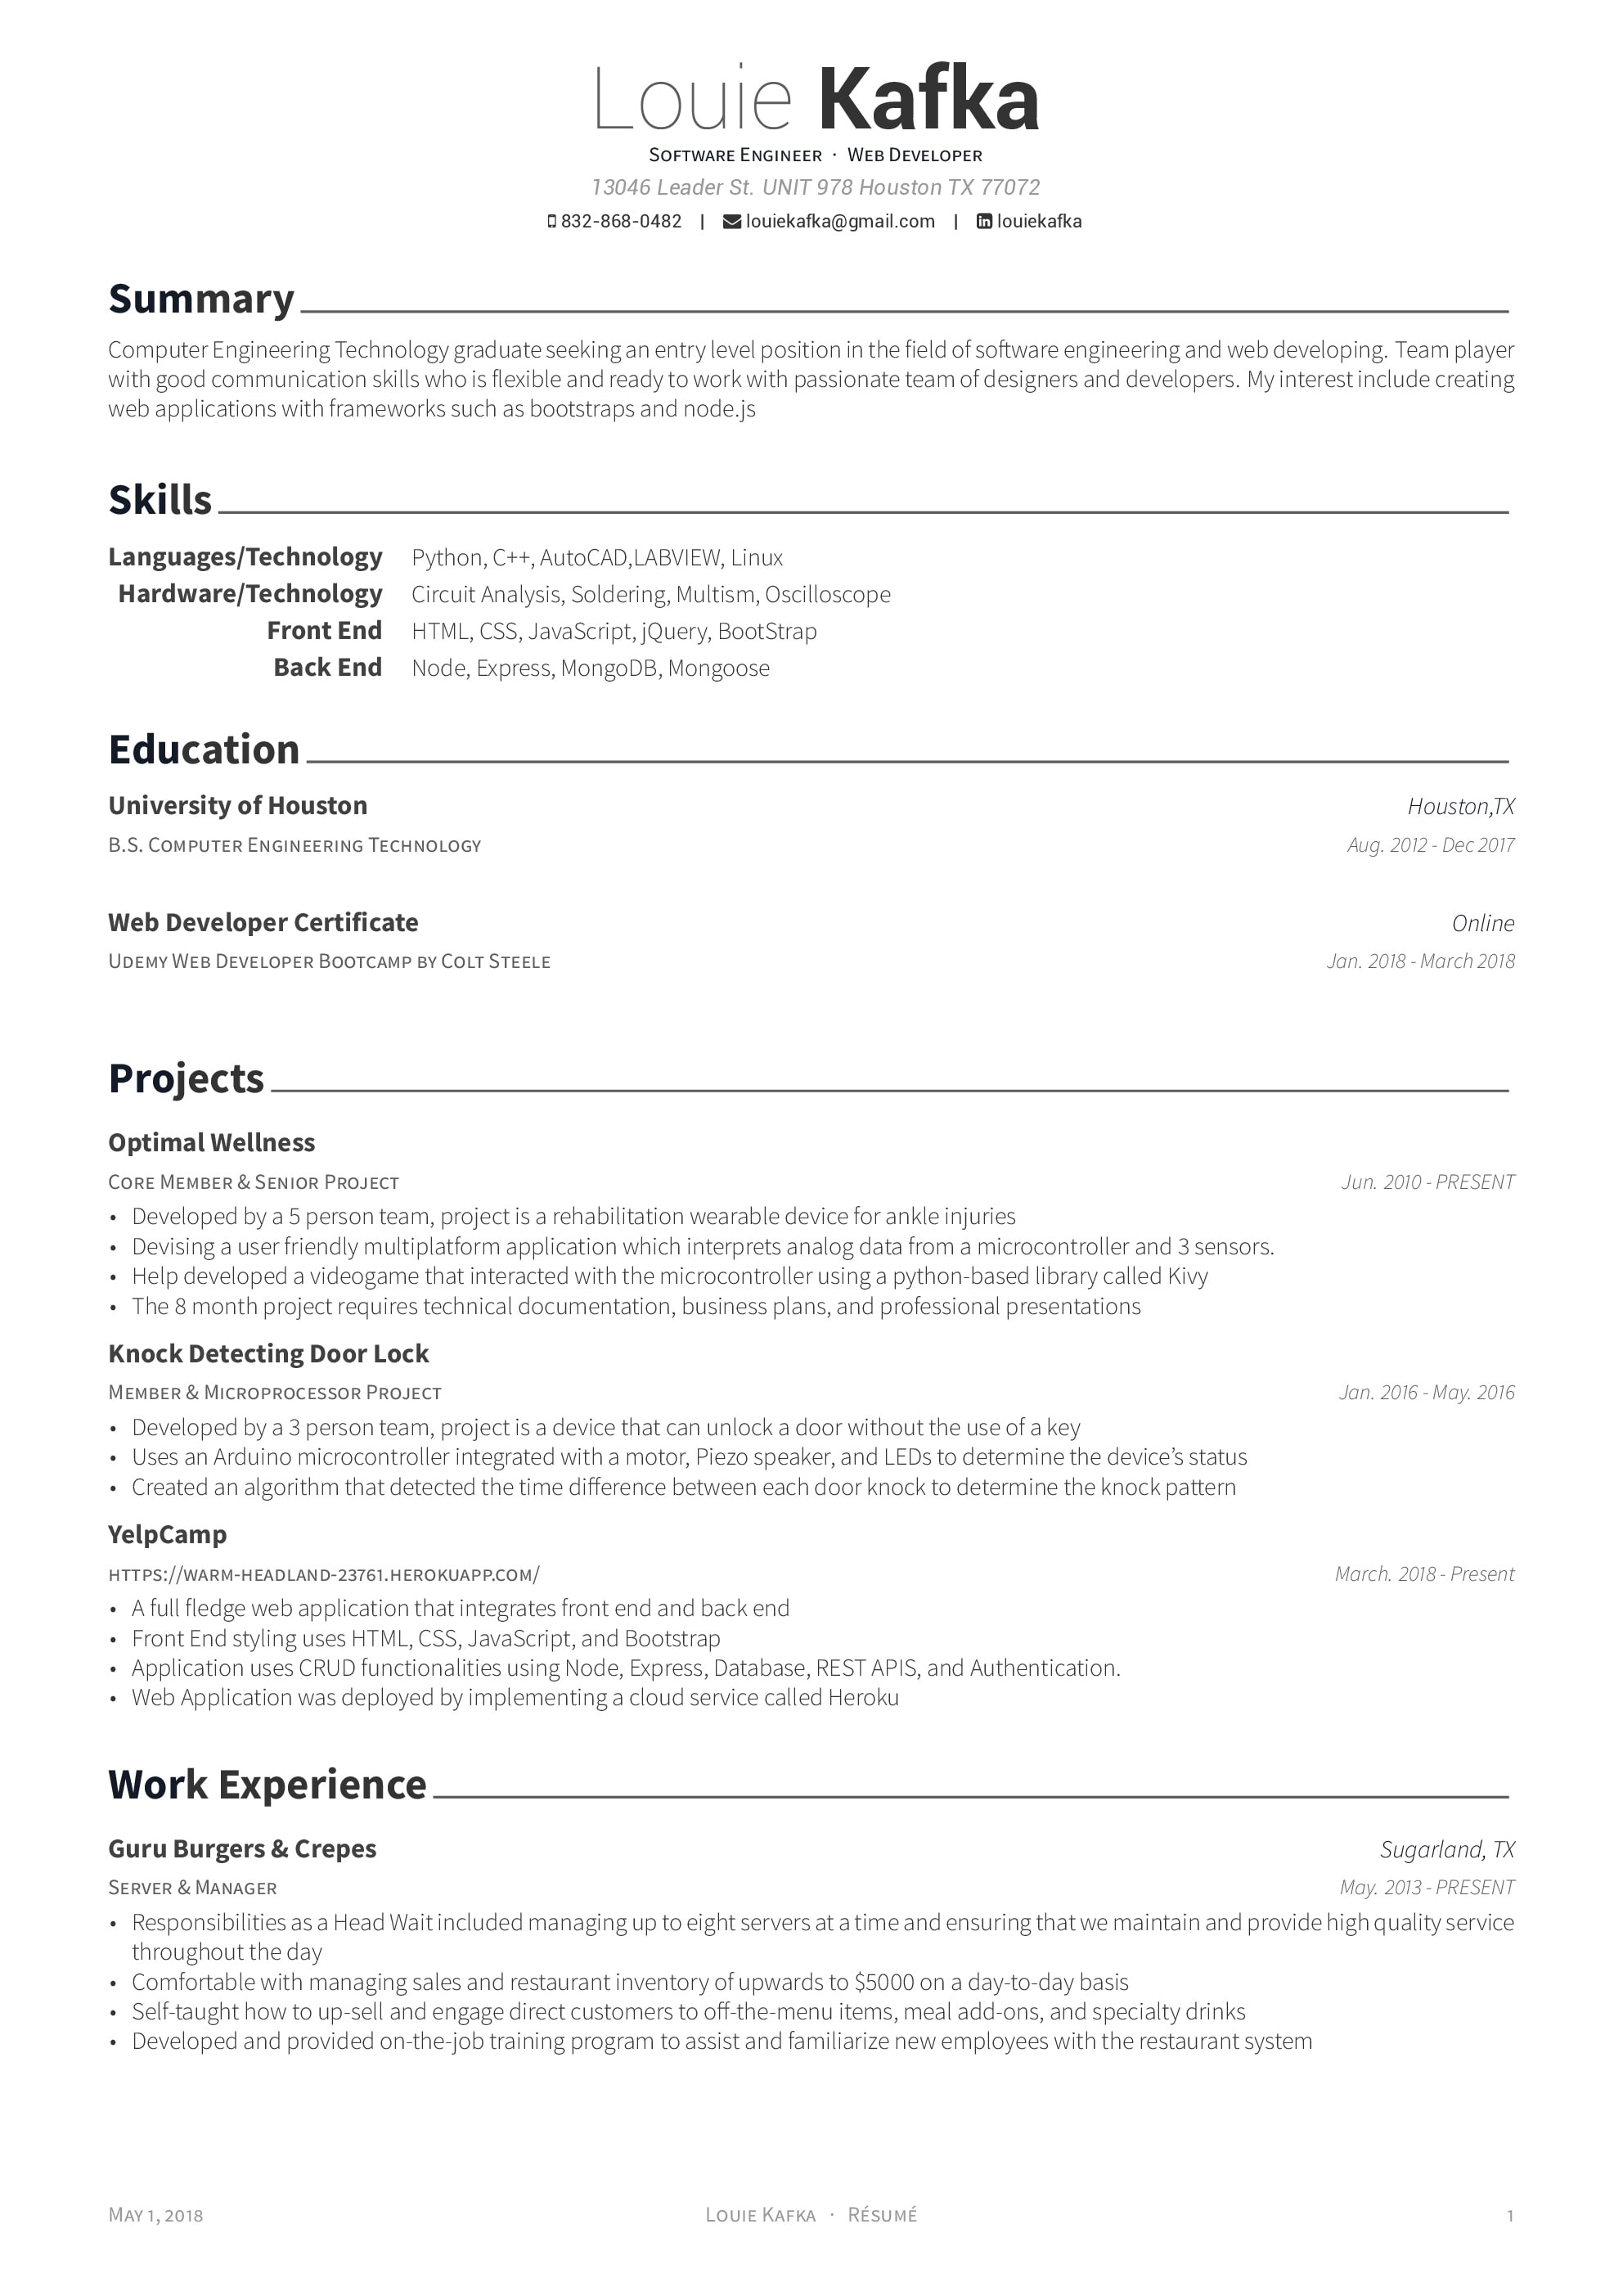 Louie Kafka
Software Engineer · Web Developer
13046 Leader St. UNIT 978 Houston TX 77072
832-868-0482 | louiekafka@gmail.com | louiekafka
Summary
Computer Engineering Technology graduate seeking an entry level position in the field of software engineering and web developing. Team player
with good communication skills who is flexible and ready to work with passionate team of designers and developers. My interest include creating
web applications with frameworks such as bootstraps and node.js
Skills
Languages/Technology Python, C++, AutoCAD,LABVIEW, Linux
Hardware/Technology Circuit Analysis, Soldering, Multism, Oscilloscope
Front End HTML, CSS, JavaScript, jQuery, BootStrap
Back End Node, Express, MongoDB, Mongoose
Education
University of Houston Houston,TX
B.S. Computer Engineering Technology Aug. 2012 - Dec 2017
Web Developer Certificate Online
Udemy Web Developer Bootcamp by Colt Steele Jan. 2018 - March 2018
Projects
Optimal Wellness
Core Member & Senior Project Jun. 2010 - PRESENT
• Developed by a 5 person team, project is a rehabilitation wearable device for ankle injuries
• Devising a user friendly multiplatform application which interprets analog data from a microcontroller and 3 sensors.
• Help developed a videogame that interacted with the microcontroller using a python-based library called Kivy
• The 8 month project requires technical documentation, business plans, and professional presentations
Knock Detecting Door Lock
Member & Microprocessor Project Jan. 2016 - May. 2016
• Developed by a 3 person team, project is a device that can unlock a door without the use of a key
• Uses an Arduino microcontroller integrated with a motor, Piezo speaker, and LEDs to determine the device’s status
• Created an algorithm that detected the time difference between each door knock to determine the knock pattern
YelpCamp
https://warm-headland-23761.herokuapp.com/ March. 2018 - Present
• A full fledge web application that integrates front end and back end
• Front End styling uses HTML, CSS, JavaScript, and Bootstrap
• Application uses CRUD functionalities using Node, Express, Database, REST APIS, and Authentication.
• Web Application was deployed by implementing a cloud service called Heroku
Work Experience
Guru Burgers & Crepes Sugarland, TX
Server & Manager May. 2013 - PRESENT
• Responsibilities as a Head Wait included managing up to eight servers at a time and ensuring that we maintain and provide high quality service
throughout the day
• Comfortable with managing sales and restaurant inventory of upwards to $5000 on a day-to-day basis
• Self-taught how to up-sell and engage direct customers to off-the-menu items, meal add-ons, and specialty drinks
• Developed and provided on-the-job training program to assist and familiarize new employees with the restaurant system
May 1, 2018 Louie Kafka · Résumé 1